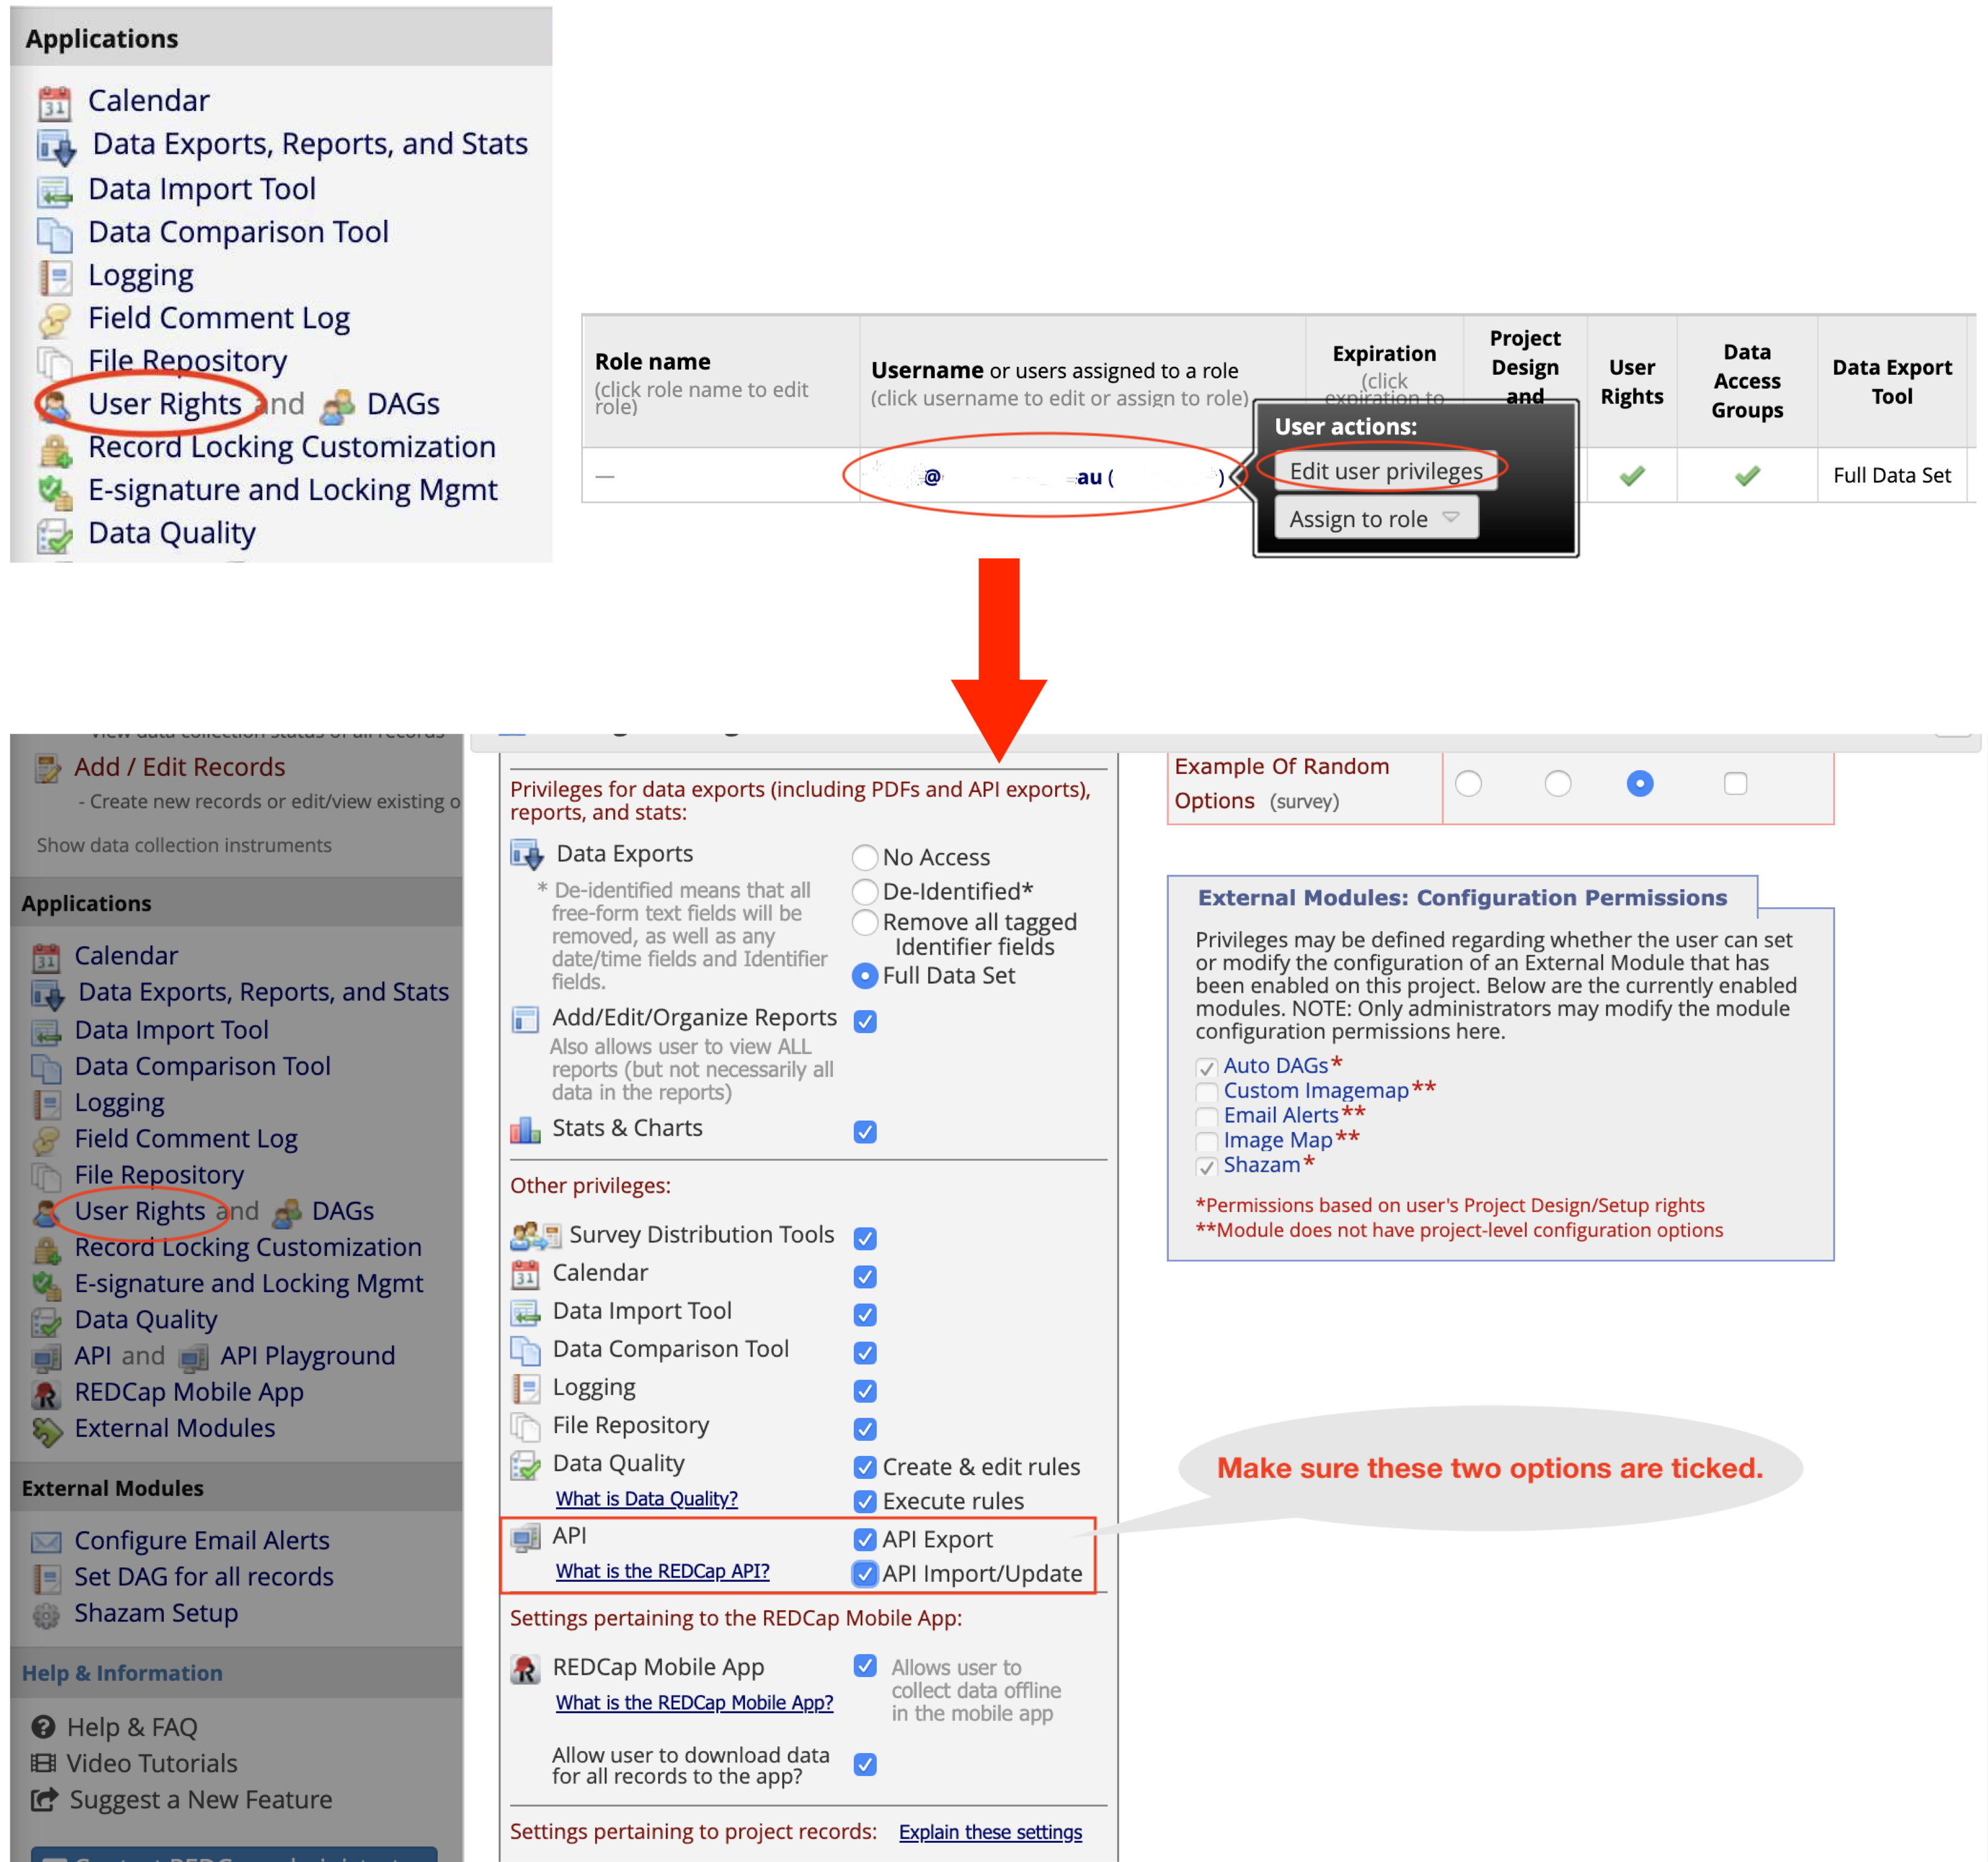 Applications
Calendar
Data Exports, Reports, and Stats
Data Import Tool
Data Comparison Tool
Logging
Field Comment Log
File Repository
User Rights and DAGs
Record Locking Customization
E-signature and Locking Mgmt
Data Quality
Role name
(click role name to edit
role)
Username or users assigned to a role
(click username to edit or assign to role)
Expiration
(click
expiration to
Project
Design
and
User
Rights
Data
Access
Groups
Data Export
Tool
—
@ au ( )
User actions:
Edit user privileges
Assign to role
Full Data Set
View data collection status of all records
Add / Edit Records
- Create new records or edit/view existing o
Show data collection instruments
Applications
Calendar
Data Exports, Reports, and Stats
Data Import Tool
Data Comparison Tool
Logging
Field Comment Log
File Repository
User Rights and DAGs
Record Locking Customization
E-signature and Locking Mgmt
Data Quality
API and API Playground
REDCap Mobile App
External Modules
External Modules
Configure Email Alerts
Set DAG for all records
Shazam Setup
Help & Information
Help & FAQ
Video Tutorials
Suggest a New Feature
Privileges for data exports (including PDFs and API exports),
reports, and stats:
Data Exports
* De-identified means that all
free-form text fields will be
removed, as well as any
date/time fields and Identifier
fields.
No Access
De-Identified*
Remove all tagged
Identifier fields
Full Data Set
Add/Edit/Organize Reports
Also allows user to view ALL
reports (but not necessarily all
data in the reports)
Stats & Charts
Other privileges:
Survey Distribution Tools
Calendar
Data Import Tool
Data Comparison Tool
Logging
File Repository
Data Quality
What is Data Quality?
Create & edit rules
Execute rules
API
What is the REDCap API?
API Export
API Import/Update
Settings pertaining to the REDCap Mobile App:
REDCap Mobile App
What is the REDCap Mobile App?
Allows user to
collect data offline
in the mobile app
Allow user to download data
for all records to the app?
Settings pertaining to project records: Explain these settings
Example Of Random
Options (survey)
External Modules: Configuration Permissions
Privileges may be defined regarding whether the user can set
or modify the configuration of an External Module that has
been enabled on this project. Below are the currently enabled
modules. NOTE: Only administrators may modify the module
configuration permissions here.
Auto DAGs*
Custom Imagemap**
Email Alerts**
Image Map**
Shazam*
*Permissions based on user's Project Design/Setup rights
**Module does not have project-level configuration options
Make sure these two options are ticked.